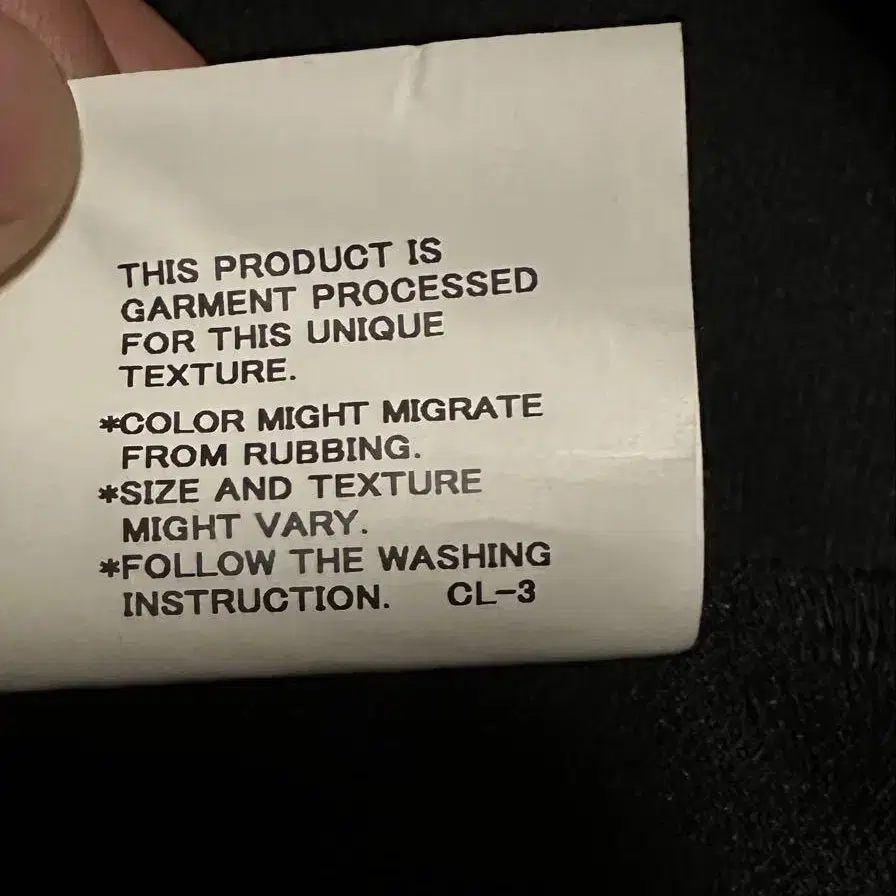 THIS PRODUCT IS
GARMENT PROCESSED
FOR THIS UNIQUE
TEXTURE.
*COLOR MIGHT MIGRATE
FROM RUBBING.
*SIZE AND TEXTURE
MIGHT VARY.
*FOLLOW THE WASHING
INSTRUCTION. CL-3